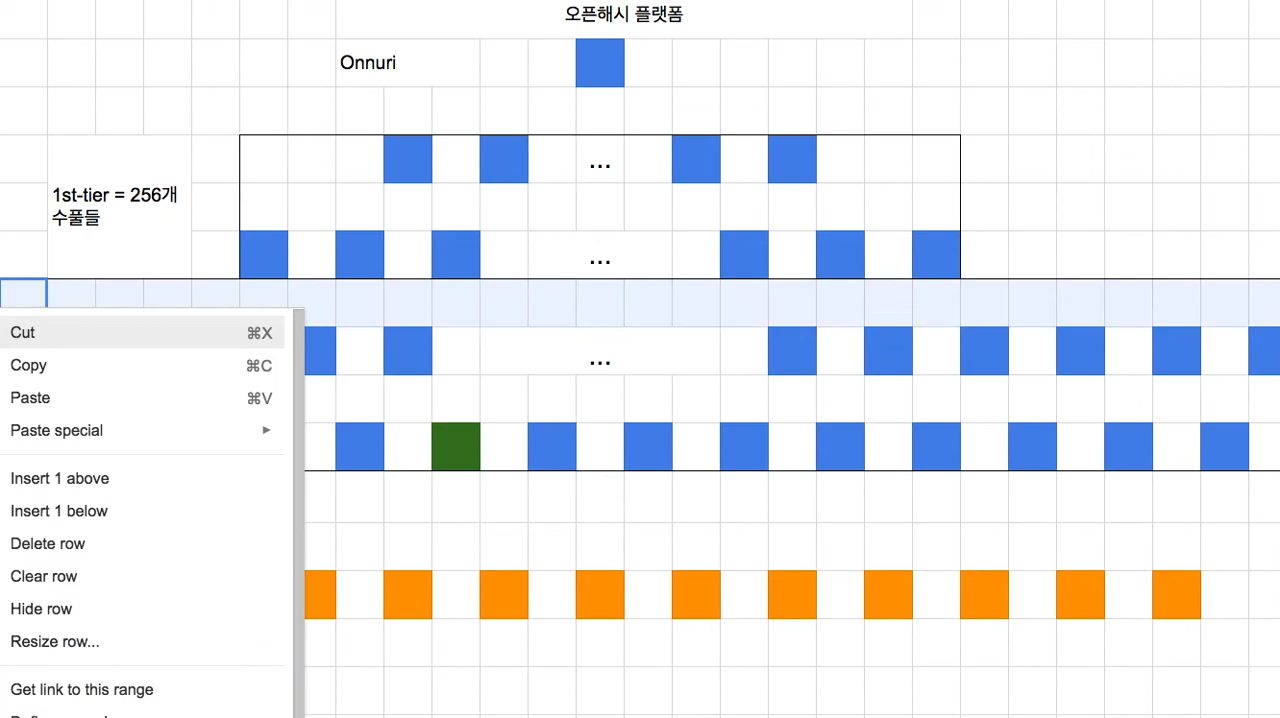 오픈해시 플랫폼
Onnuri
...
1st-tier = 256개
수풀들
...
Cut ⌘X
Copy ⌘C
Paste ⌘V
Paste special ►
...
Insert 1 above
Insert 1 below
Delete row
Clear row
Hide row
Resize row...
Get link to this range